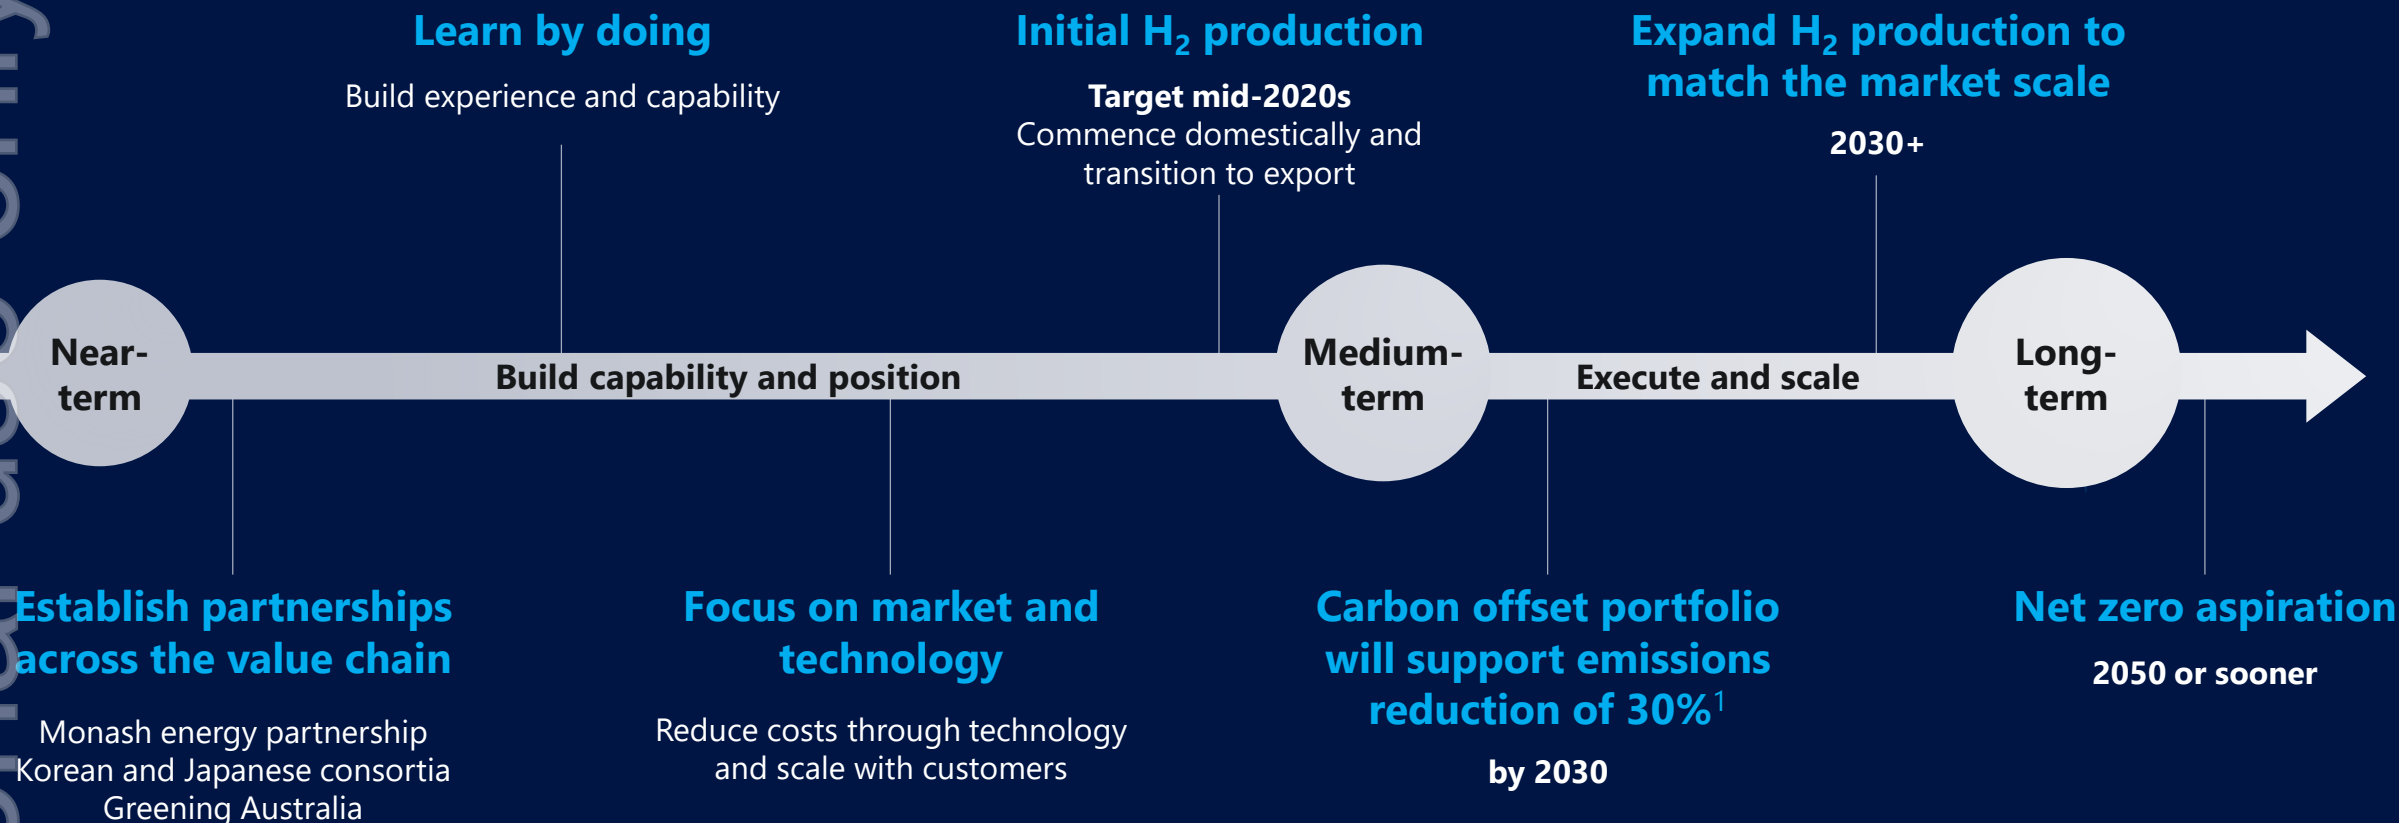 Learn by doing
Build experience and capability
Initial H₂ production
Target mid-2020s
Commence domestically and
transition to export
Expand H₂ production to
match the market scale
2030+
Near-
term
Build capability and position
Medium-
term
Execute and scale
Long-
term
Establish partnerships
across the value chain
Monash energy partnership
Korean and Japanese consortia
Greening Australia
Focus on market and
technology
Reduce costs through technology
and scale with customers
Carbon offset portfolio
will support emissions
reduction of 30%¹
by 2030
Net zero aspiration
2050 or sooner